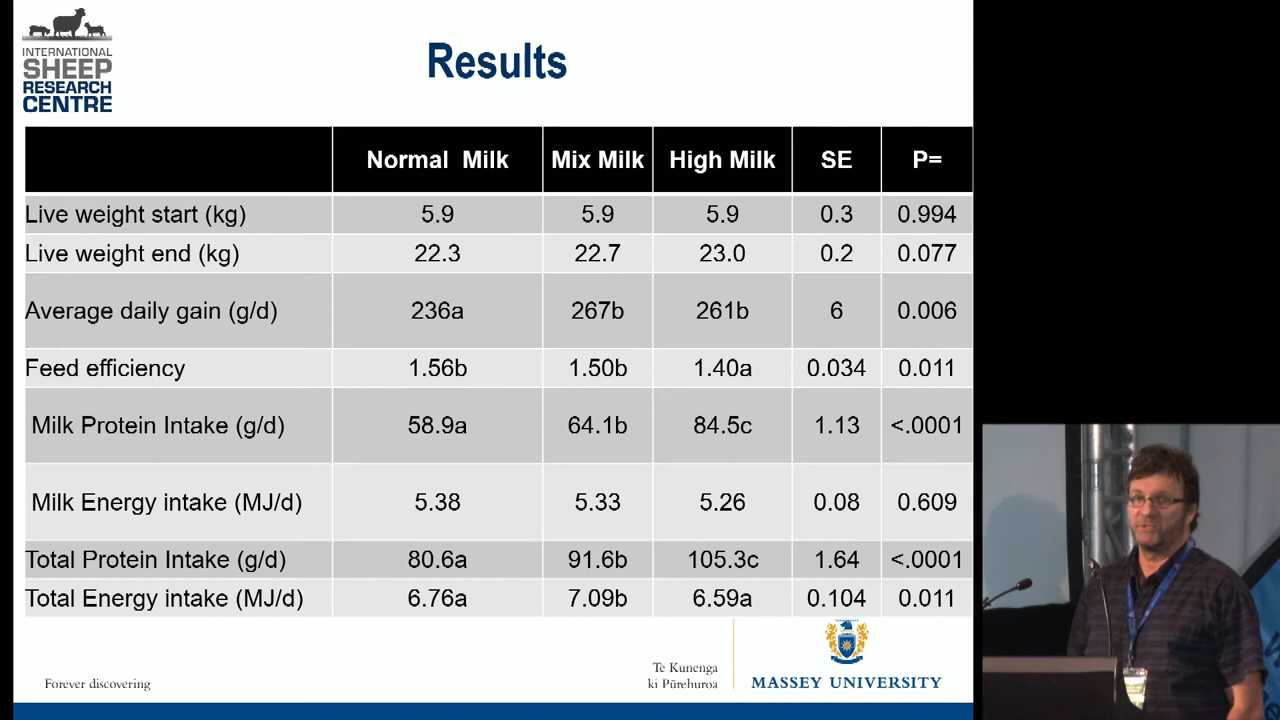 INTERNATIONAL
SHEEP
RESEARCH
CENTRE
Results
Normal Milk Mix Milk High Milk SE P=
Live weight start (kg) 5.9 5.9 5.9 0.3 0.994
Live weight end (kg) 22.3 22.7 23.0 0.2 0.077
Average daily gain (g/d) 236a 267b 261b 6 0.006
Feed efficiency 1.56b 1.50b 1.40a 0.034 0.011
Milk Protein Intake (g/d) 58.9a 64.1b 84.5c 1.13 <.0001
Milk Energy intake (MJ/d) 5.38 5.33 5.26 0.08 0.609
Total Protein Intake (g/d) 80.6a 91.6b 105.3c 1.64 <.0001
Total Energy intake (MJ/d) 6.76a 7.09b 6.59a 0.104 0.011
Forever discovering
Te Kunenga
ki Pūrehuroa
MASSEY UNIVERSITY